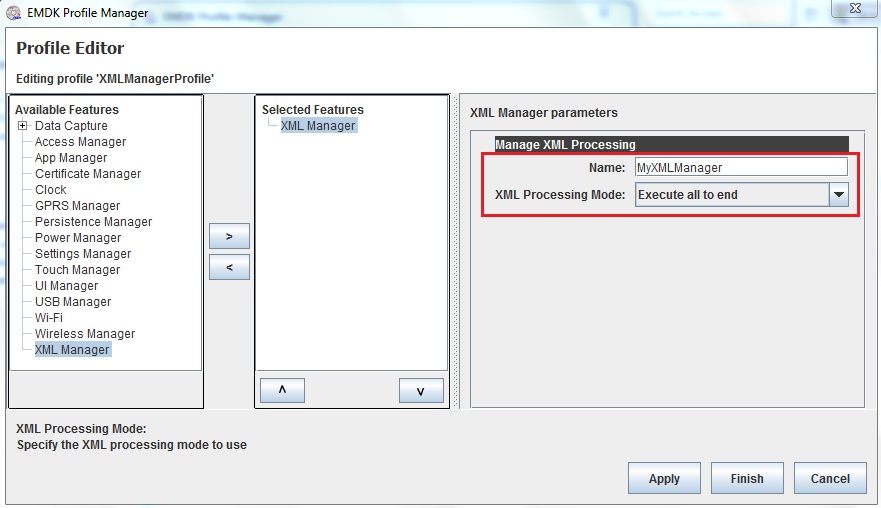 EMDK Profile Manager
Profile Editor
Editing profile 'XMLManagerProfile'
Available Features
Data Capture
Access Manager
App Manager
Certificate Manager
Clock
GPRS Manager
Persistence Manager
Power Manager
Settings Manager
Touch Manager
UI Manager
USB Manager
Wi-Fi
Wireless Manager
XML Manager
>
<
Selected Features
XML Manager
˄
˅
XML Manager parameters
Manage XML Processing
Name: MyXMLManager
XML Processing Mode: Execute all to end
XML Processing Mode:
Specify the XML processing mode to use
Apply Finish Cancel